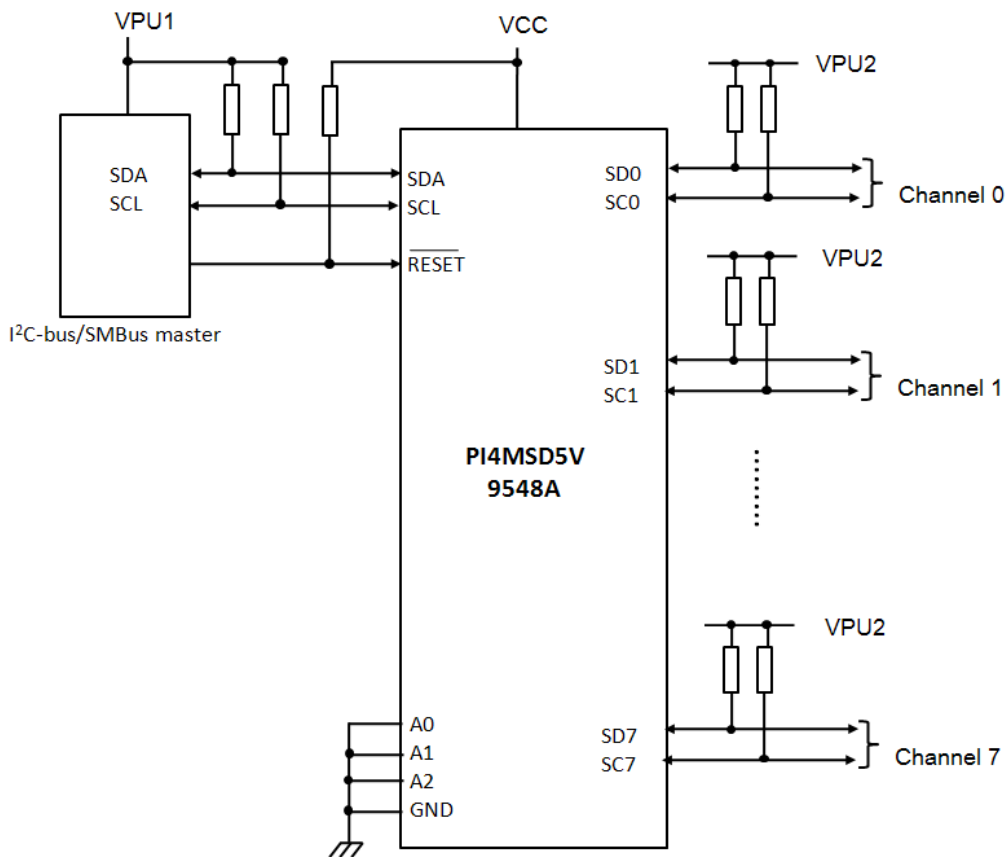 VPU1
VCC
VPU2
SDA
SCL
SDA
SCL
RESET
I²C-bus/SMBus master
SD0
SC0
Channel 0
VPU2
SD1
SC1
Channel 1
PI4MSD5V
9548A
VPU2
A0
A1
A2
GND
SD7
SC7
Channel 7